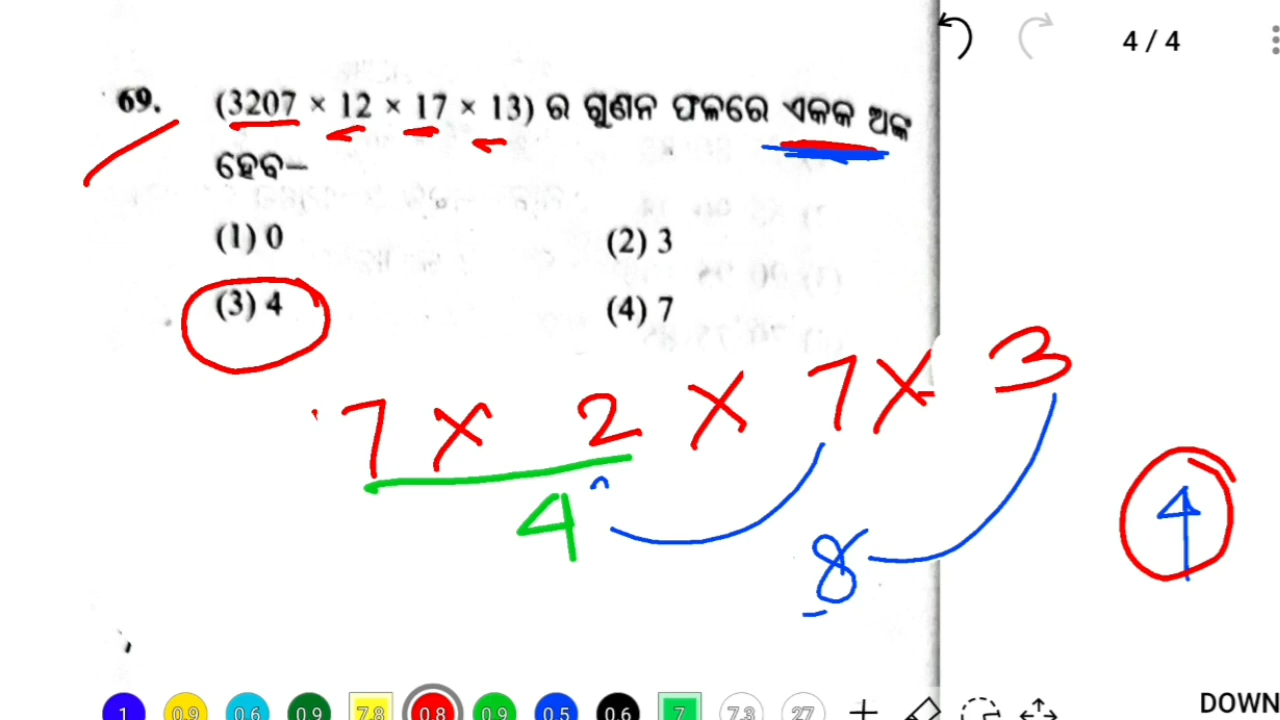 4 / 4
69. (3207 × 12 × 17 × 13) ର ଗୁଣନ ଫଳରେ ଏକକ ଅଙ୍କ
ହେବ–
(1) 0 (2) 3
(3) 4 (4) 7
7 × 2 × 7 × 3
4
8
4
1 0.9 0.6 0.9 7.8 0.8 0.9 0.5 0.6 7 7.3 27
DOWN